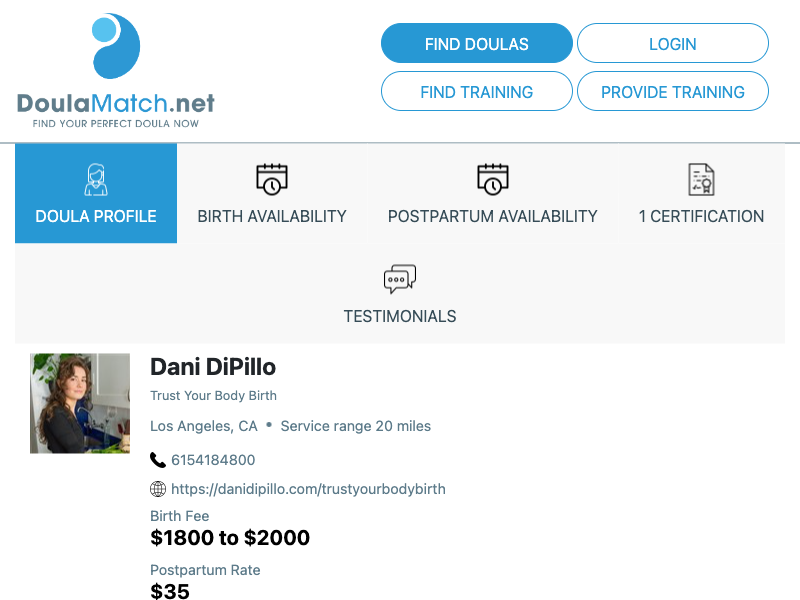 DoulaMatch.net
FIND YOUR PERFECT DOULA NOW
FIND DOULAS
LOGIN
FIND TRAINING
PROVIDE TRAINING
DOULA PROFILE
BIRTH AVAILABILITY
POSTPARTUM AVAILABILITY
1 CERTIFICATION
TESTIMONIALS
Dani DiPillo
Trust Your Body Birth
Los Angeles, CA • Service range 20 miles
6154184800
https://danidipillo.com/trustyourbodybirth
Birth Fee
$1800 to $2000
Postpartum Rate
$35